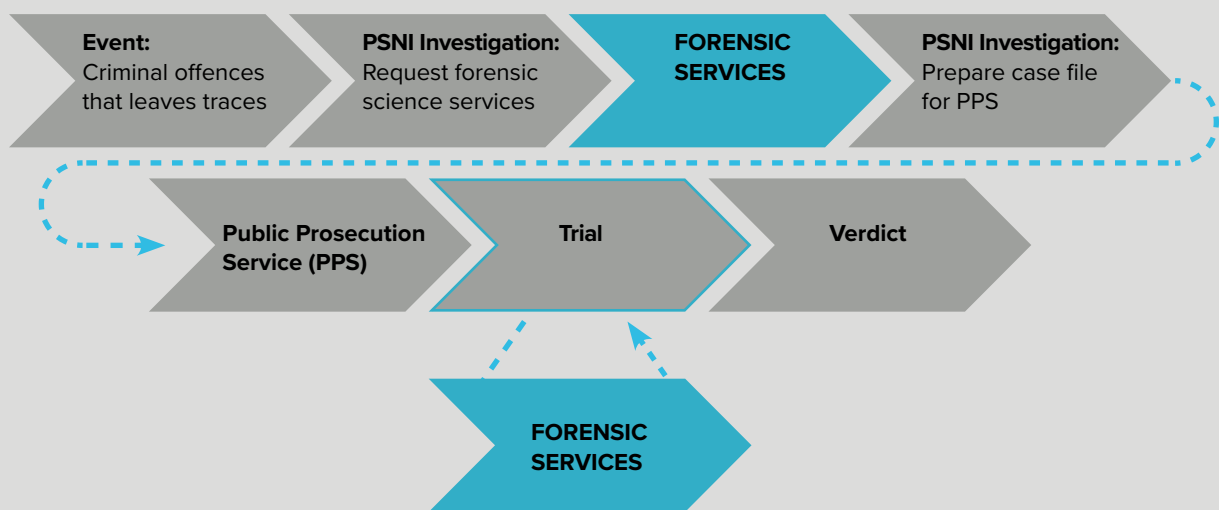 Event:
Criminal offences
that leaves traces
PSNI Investigation:
Request forensic
science services
FORENSIC
SERVICES
PSNI Investigation:
Prepare case file
for PPS
Public Prosecution
Service (PPS)
Trial
Verdict
FORENSIC
SERVICES